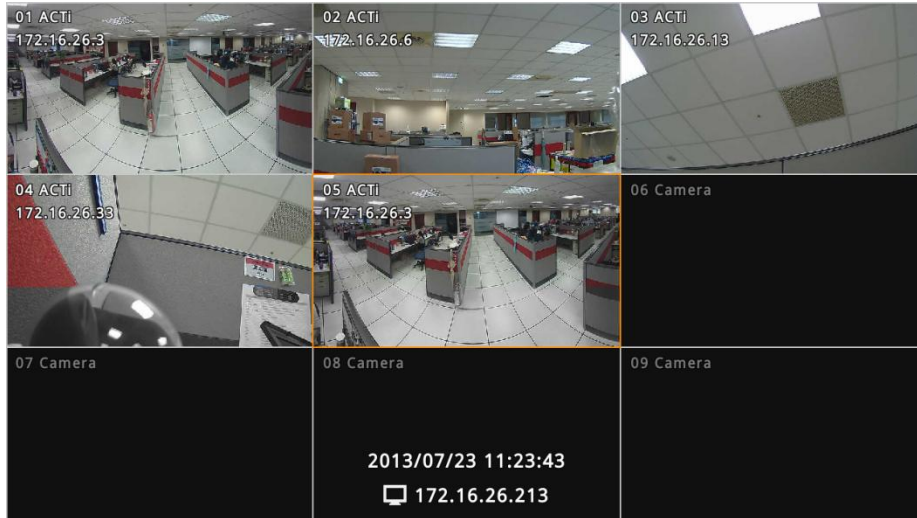 01 ACTi
172.16.26.3
02 ACTi
172.16.26.6
03 ACTi
172.16.26.13
04 ACTi
172.16.26.33
05 ACTi
172.16.26.3
06 Camera
07 Camera
08 Camera
09 Camera
2013/07/23 11:23:43
172.16.26.213